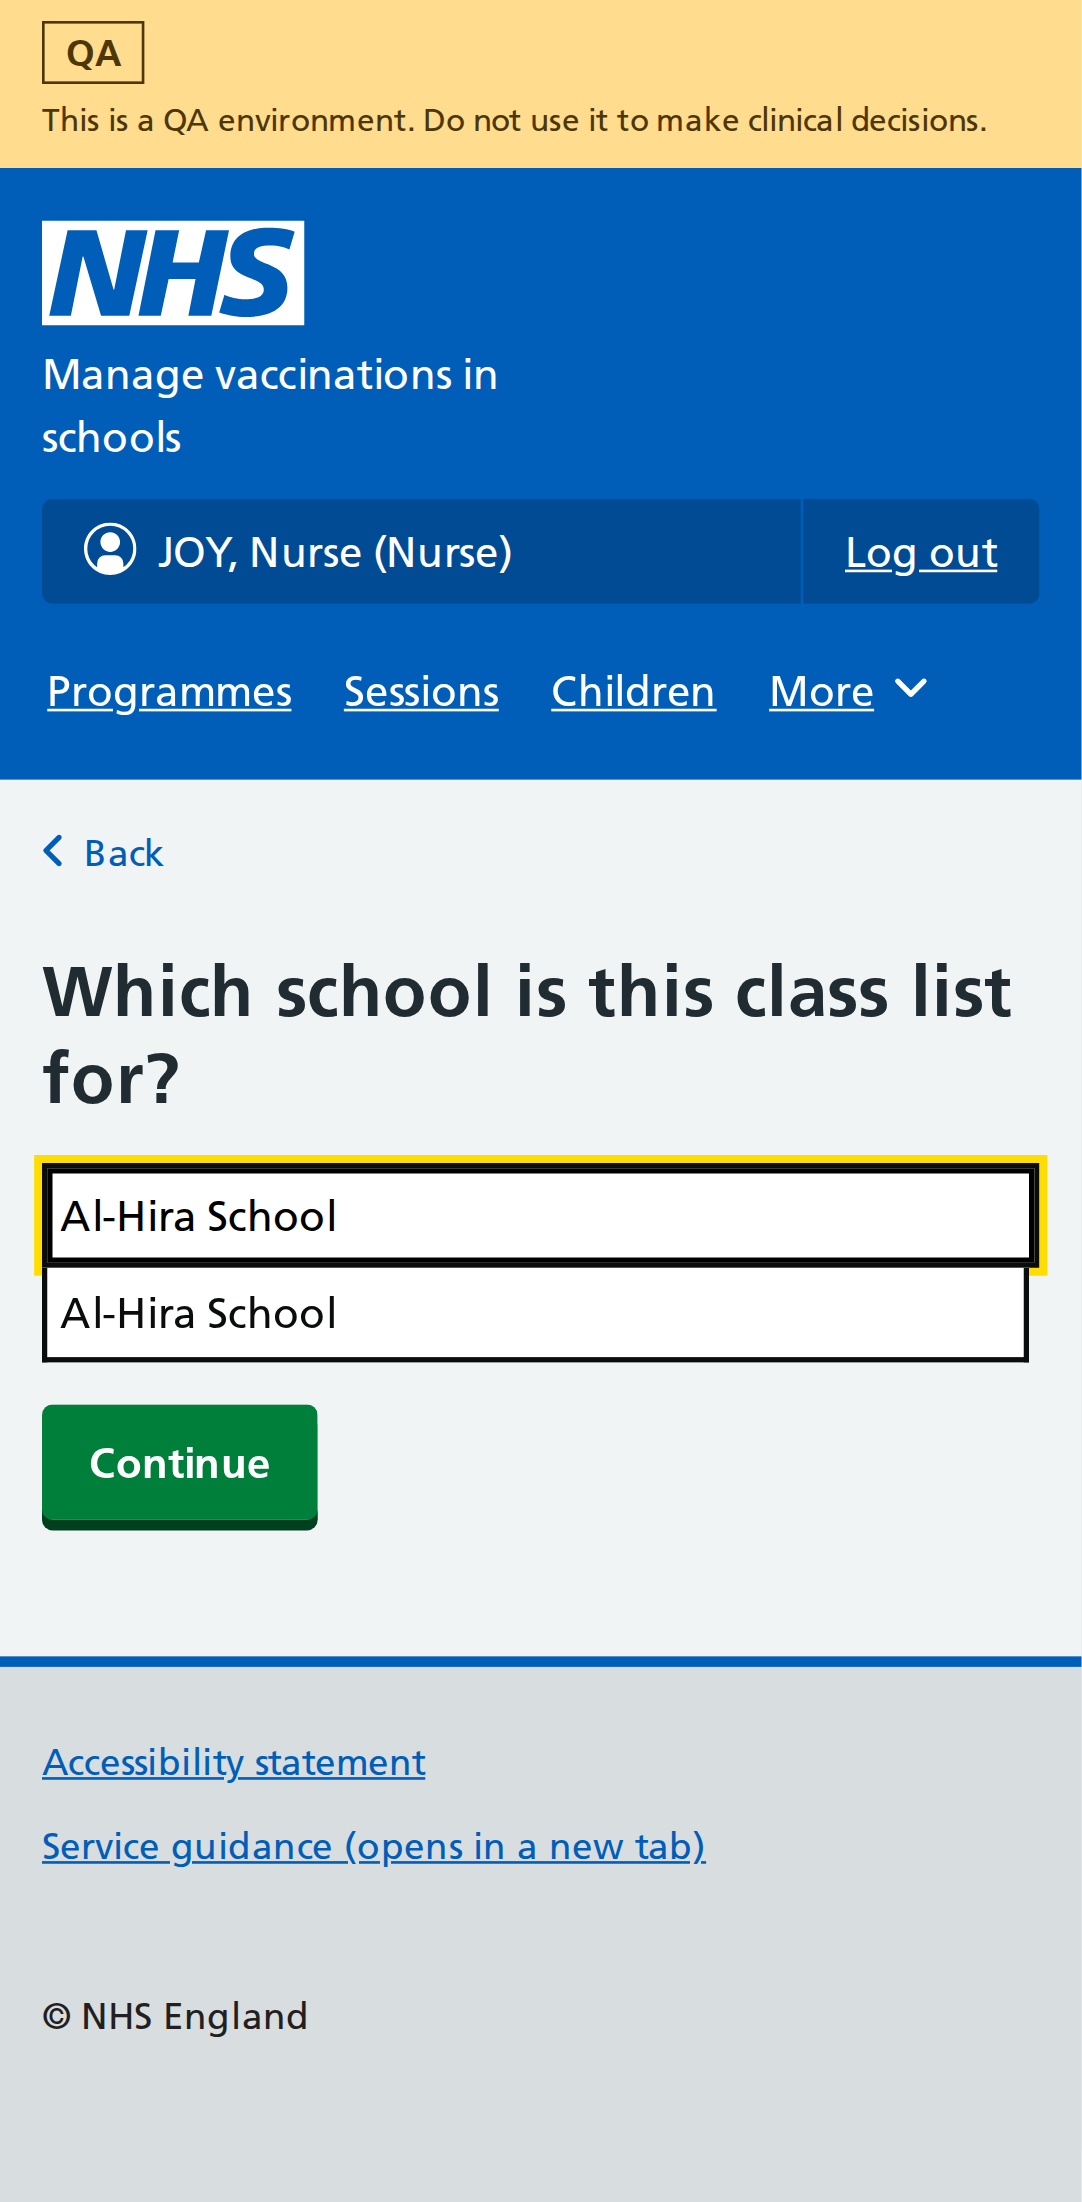 QA
This is a QA environment. Do not use it to make clinical decisions.
NHS
Manage vaccinations in
schools
JOY, Nurse (Nurse)
Log out
Programmes Sessions Children More
Back
Which school is this class list
for?
Al-Hira School
Al-Hira School
Continue
Accessibility statement
Service guidance (opens in a new tab)
© NHS England